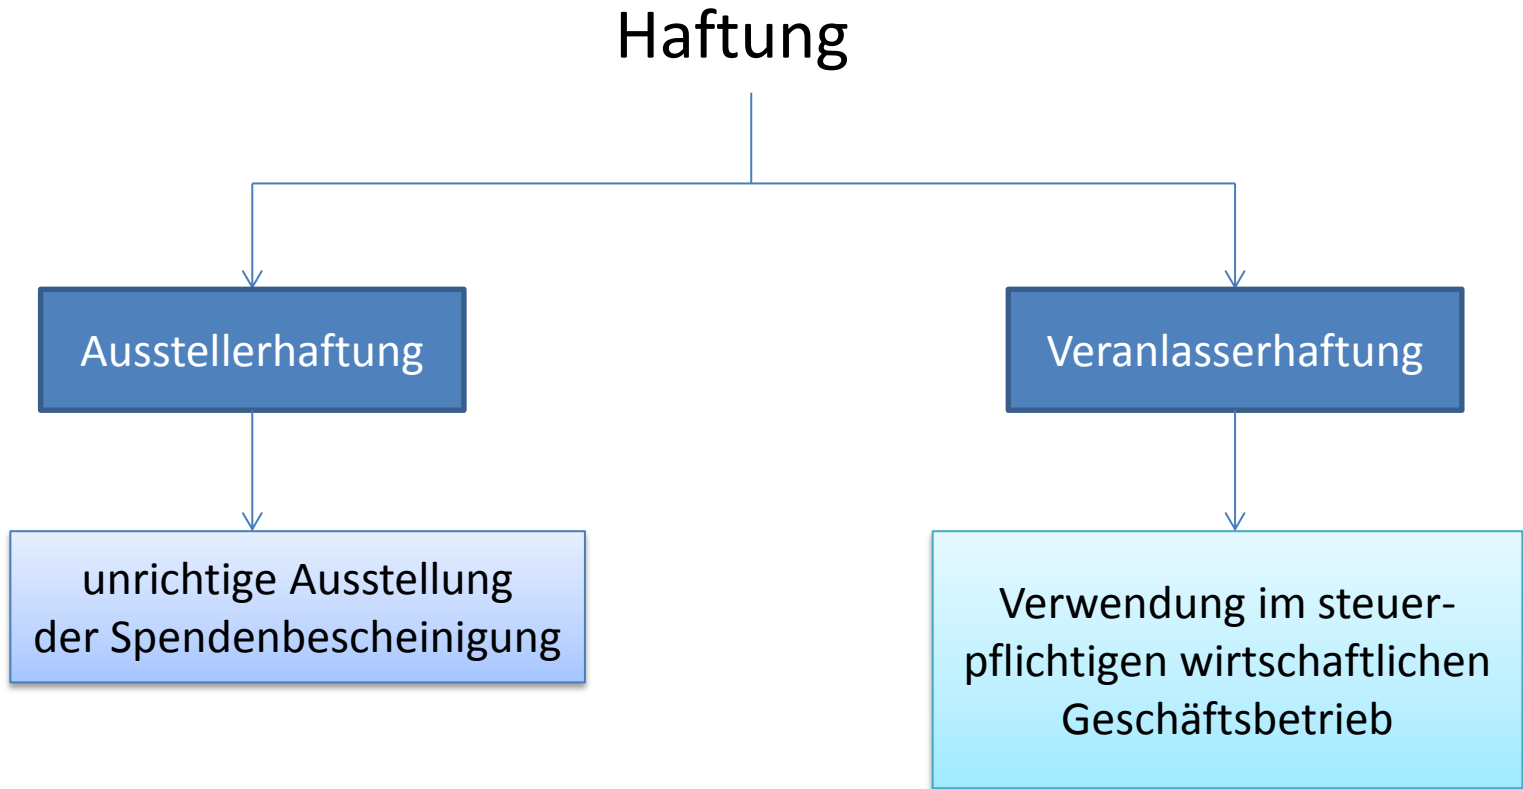 Haftung
Ausstellerhaftung
Veranlasserhaftung
unrichtige Ausstellung
der Spendenbescheinigung
Verwendung im steuer-
pflichtigen wirtschaftlichen
Geschäftsbetrieb